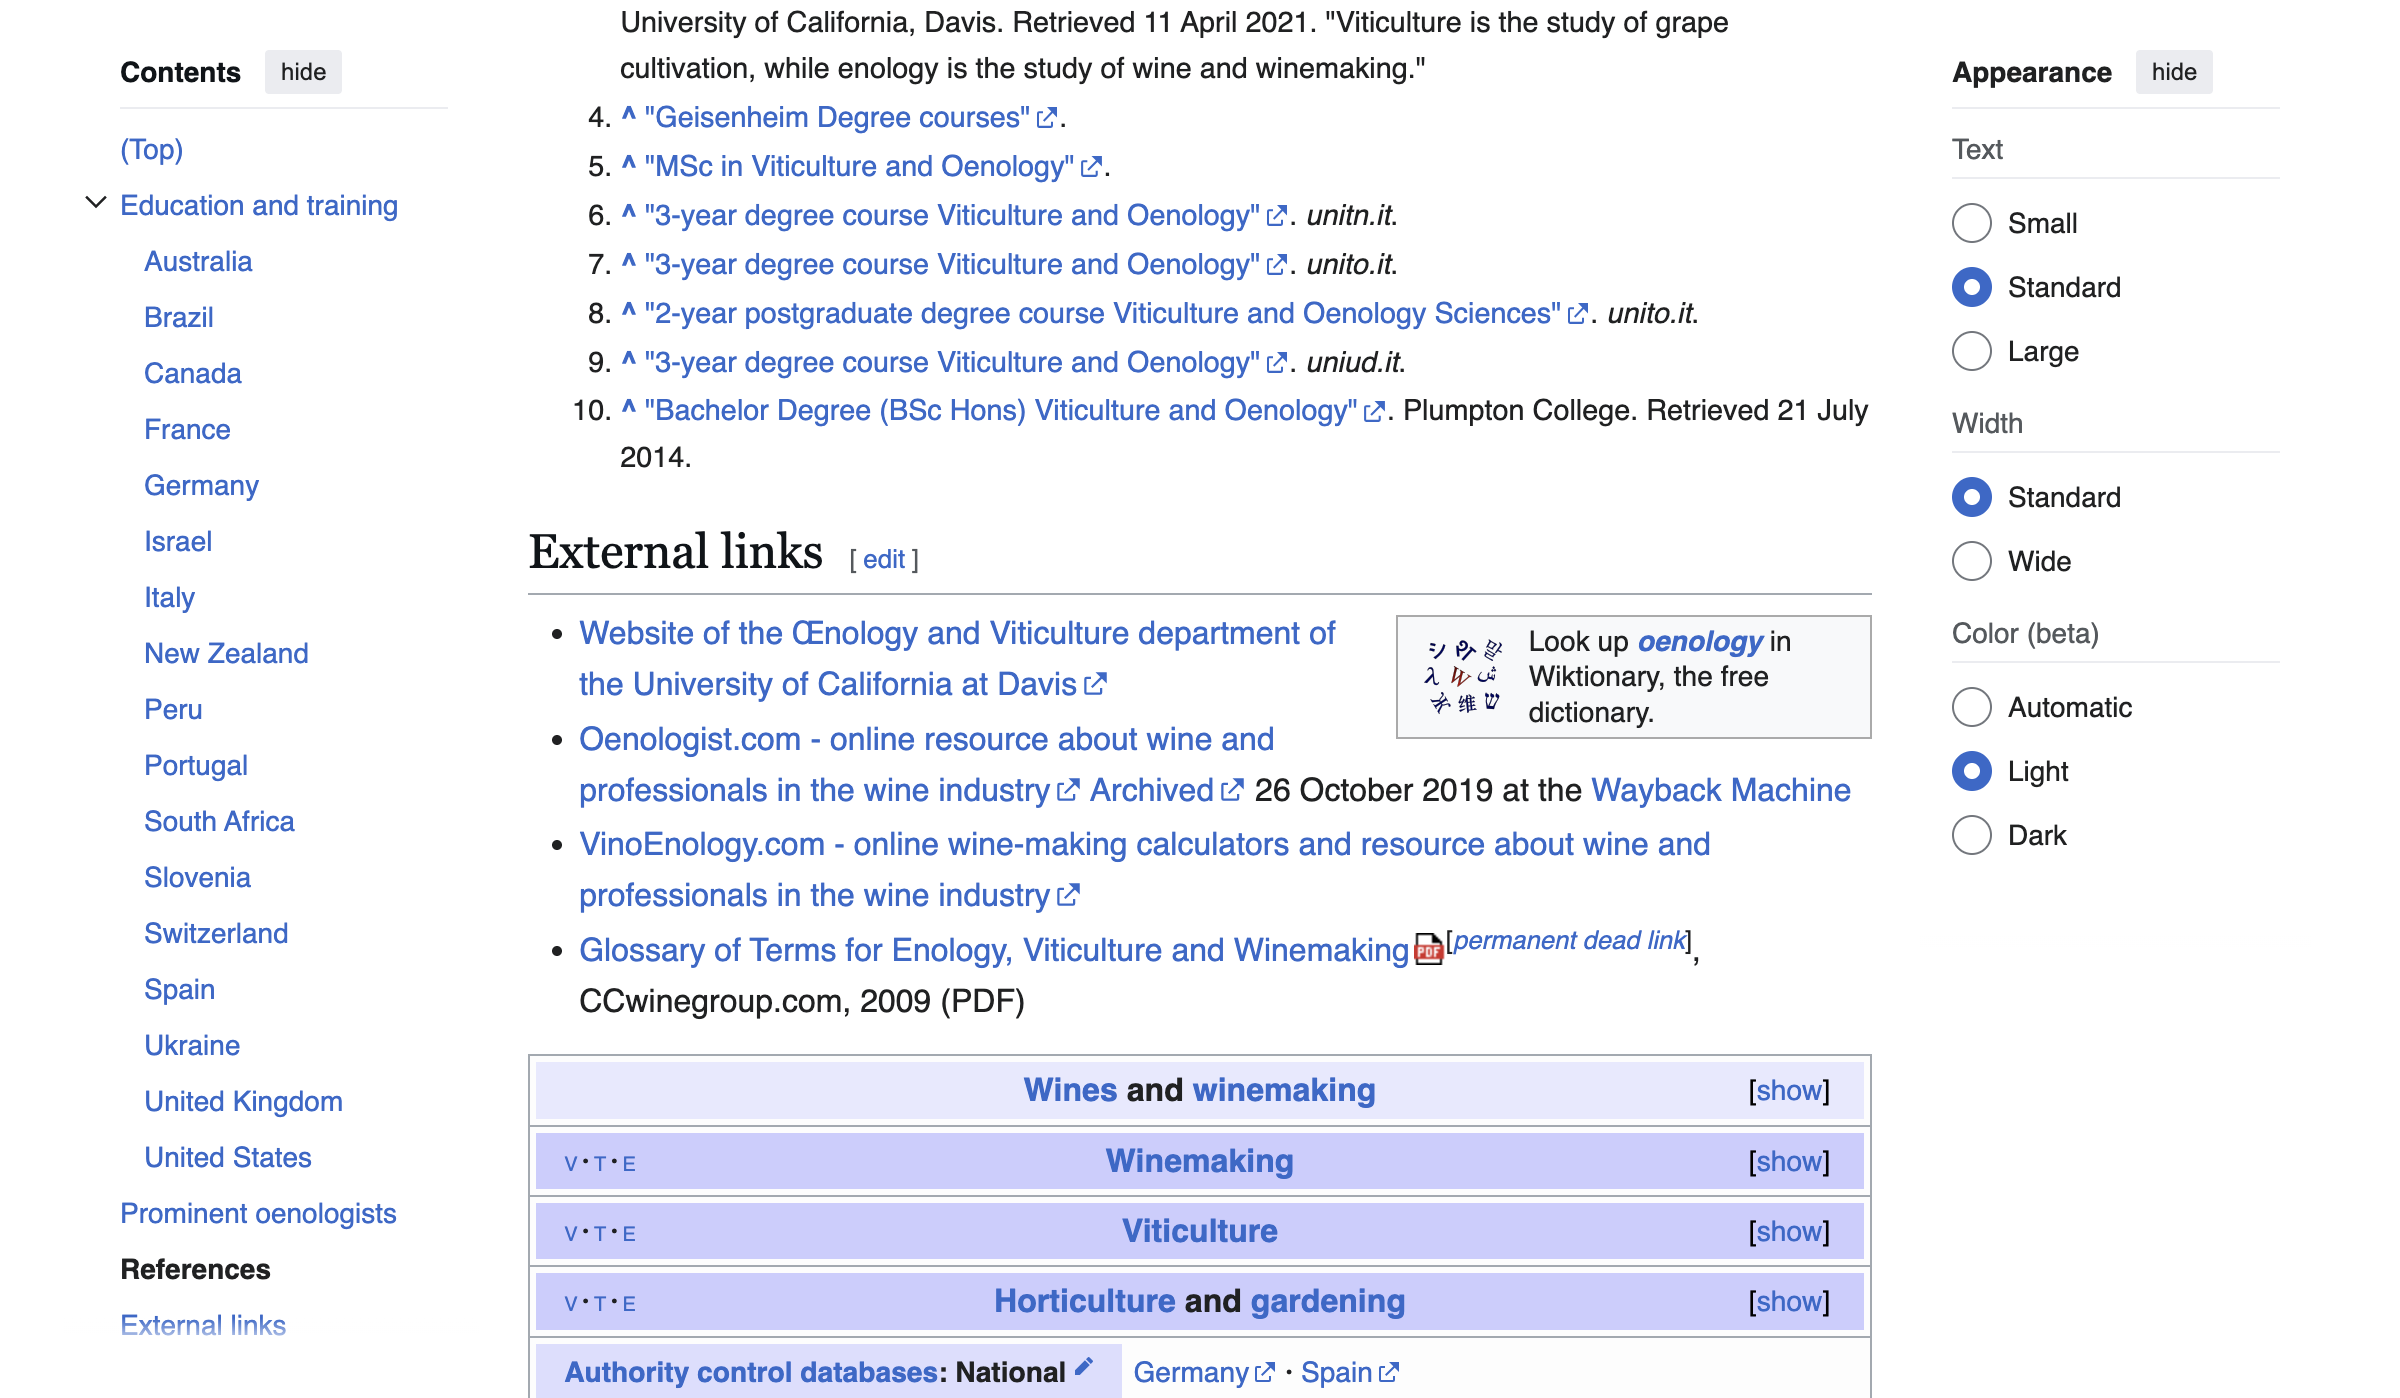 Contents hide
(Top)
Education and training
Australia
Brazil
Canada
France
Germany
Israel
Italy
New Zealand
Peru
Portugal
South Africa
Slovenia
Switzerland
Spain
Ukraine
United Kingdom
United States
Prominent oenologists
References
External links
University of California, Davis. Retrieved 11 April 2021. "Viticulture is the study of grape
cultivation, while enology is the study of wine and winemaking."
4. ^ "Geisenheim Degree courses".
5. ^ "MSc in Viticulture and Oenology".
6. ^ "3-year degree course Viticulture and Oenology". unitn.it.
7. ^ "3-year degree course Viticulture and Oenology". unito.it.
8. ^ "2-year postgraduate degree course Viticulture and Oenology Sciences". unito.it.
9. ^ "3-year degree course Viticulture and Oenology". uniud.it.
10. ^ "Bachelor Degree (BSc Hons) Viticulture and Oenology". Plumpton College. Retrieved 21 July
2014.
External links [ edit ]
• Website of the Œnology and Viticulture department of
the University of California at Davis
• Oenologist.com - online resource about wine and
professionals in the wine industry Archived 26 October 2019 at the Wayback Machine
• VinoEnology.com - online wine-making calculators and resource about wine and
professionals in the wine industry
• Glossary of Terms for Enology, Viticulture and Winemaking PDF [permanent dead link],
CCwinegroup.com, 2009 (PDF)
Look up oenology in
Wiktionary, the free
dictionary.
Wines and winemaking [show]
V · T · E Winemaking [show]
V · T · E Viticulture [show]
V · T · E Horticulture and gardening [show]
Authority control databases: National Germany · Spain
Appearance hide
Text
Small
Standard
Large
Width
Standard
Wide
Color (beta)
Automatic
Light
Dark